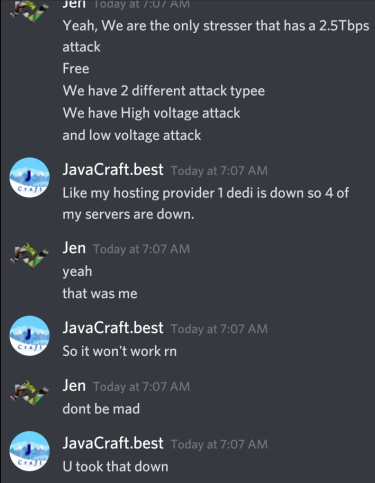 Jen Today at 7:07 AM
Yeah, We are the only stresser that has a 2.5Tbps
attack
Free
We have 2 different attack typee
We have High voltage attack
and low voltage attack
JavaCraft.best Today at 7:07 AM
Like my hosting provider 1 dedi is down so 4 of
my servers are down.
Jen Today at 7:07 AM
yeah
that was me
JavaCraft.best Today at 7:07 AM
So it won't work rn
Jen Today at 7:07 AM
dont be mad
JavaCraft.best Today at 7:07 AM
U took that down